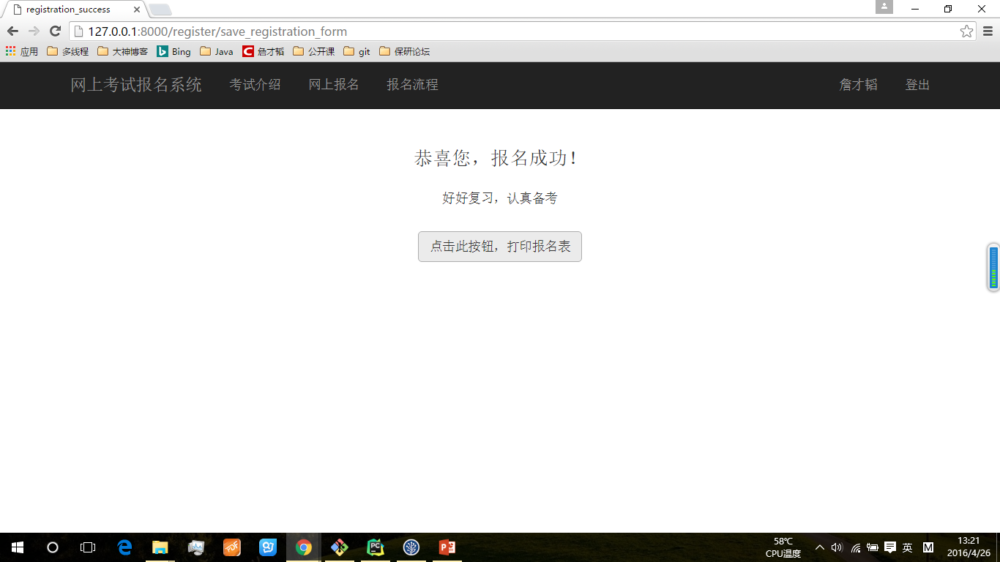 registration_success
127.0.0.1:8000/register/save_registration_form
应用 多线程 大神博客 Bing Java 詹才韬 公开课 git 保研论坛
网上考试报名系统 考试介绍 网上报名 报名流程 詹才韬 登出
恭喜您，报名成功！
好好复习，认真备考
点击此按钮，打印报名表
58℃ 13:21
CPU温度 英 M 2016/4/26